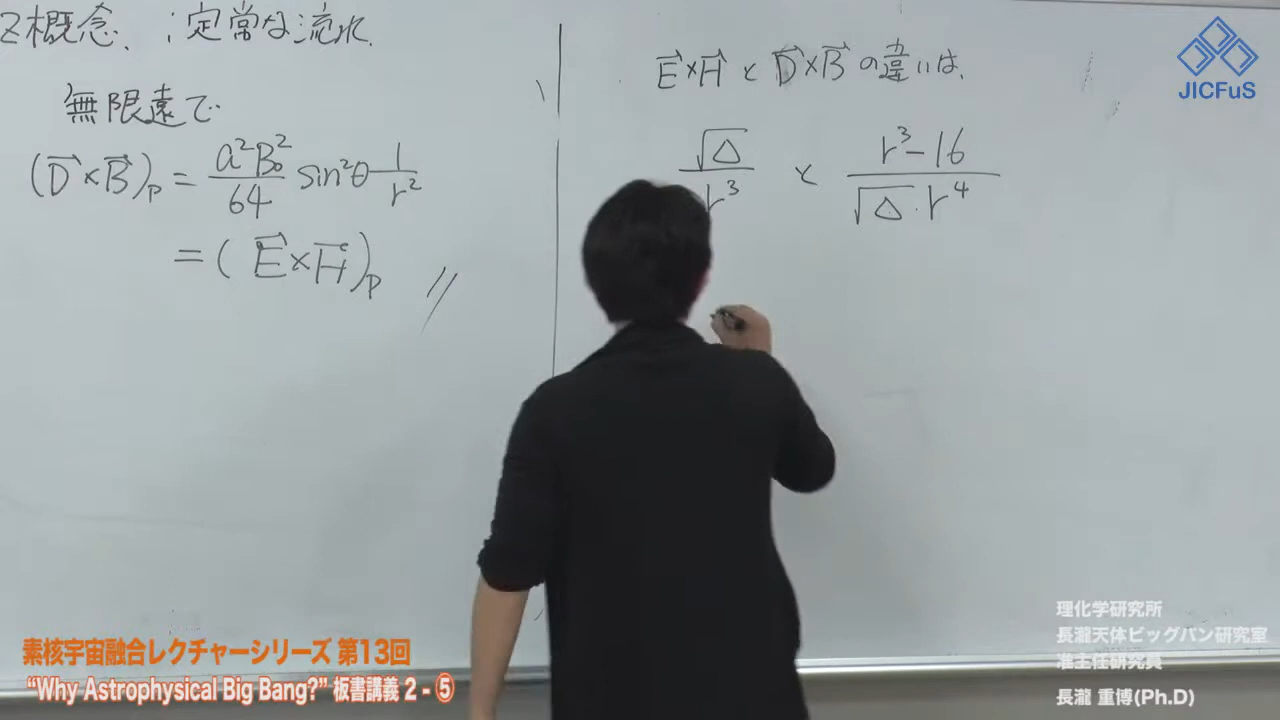 Z概念、；定常な流れ.
無限遠で
(D→×B→)p = a²B₀²/64 sin²θ 1/r²
= (E→×H→)p //
E→×H→ と D→×B→ の違いは、
√Δ/r³ と r³-16/√Δ・r⁴
JICFuS
素核宇宙融合レクチャーシリーズ 第13回
“Why Astrophysical Big Bang?” 板書講義 2 - ⑤
理化学研究所
長瀧天体ビッグバン研究室
准主任研究員
長瀧 重博(Ph.D)